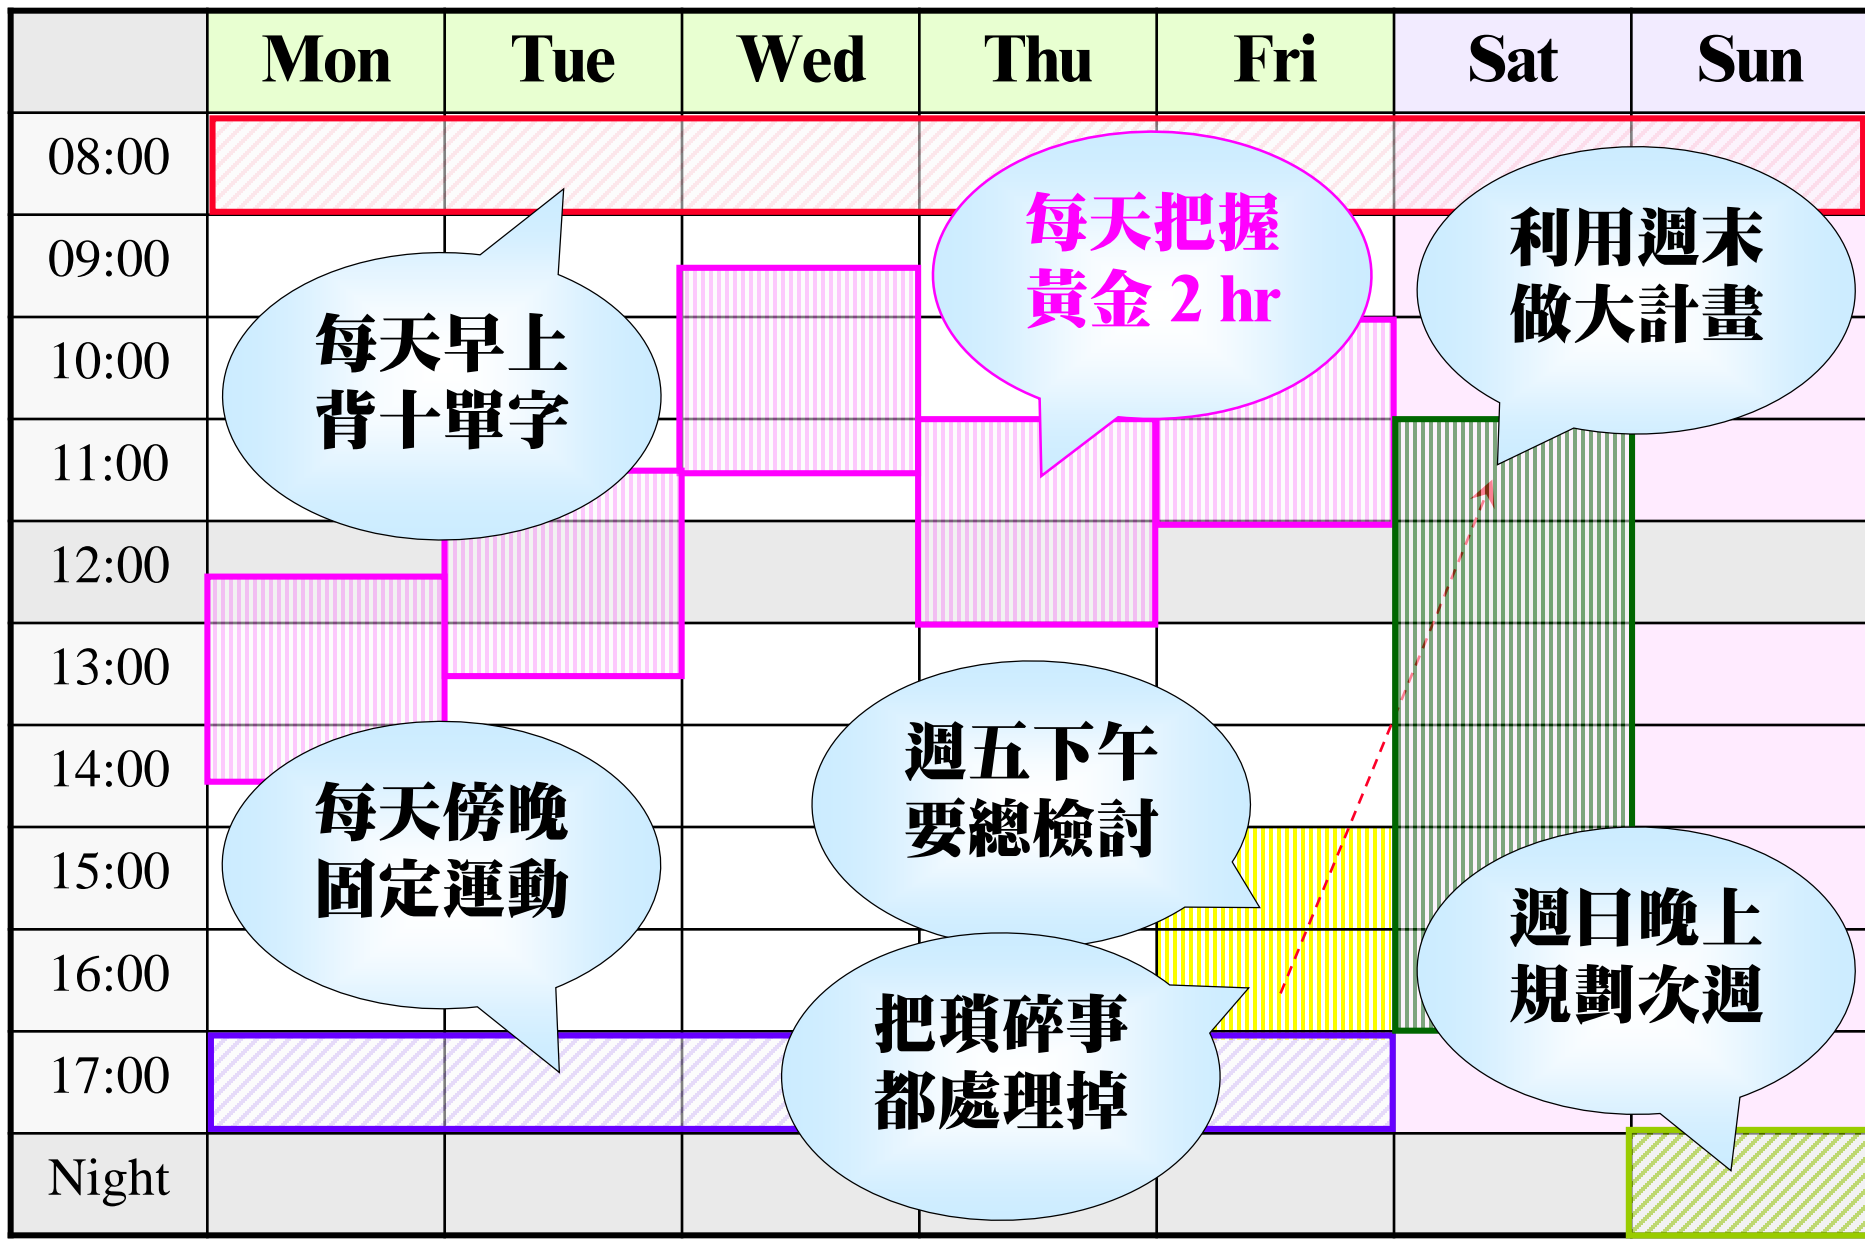 Mon Tue Wed Thu Fri Sat Sun
08:00
09:00
10:00
11:00
12:00
13:00
14:00
15:00
16:00
17:00
Night
每天早上
背十單字
每天把握
黃金 2 hr
利用週末
做大計畫
每天傍晚
固定運動
週五下午
要總檢討
把瑣碎事
都處理掉
週日晚上
規劃次週